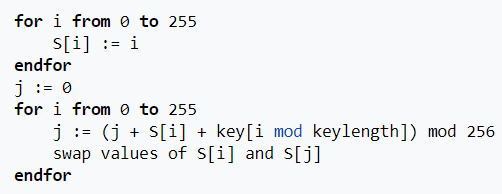 for i from 0 to 255
    S[i] := i
endfor
j := 0
for i from 0 to 255
    j := (j + S[i] + key[i mod keylength]) mod 256
    swap values of S[i] and S[j]
endfor